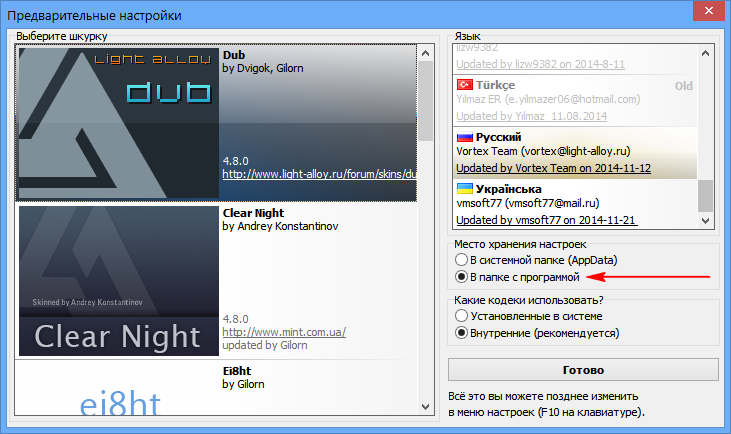 Предварительные настройки
Выберите шкурку
light alloy
dub
Dub
by Dvigok, Gilorn
4.8.0
http://www.light-alloy.ru/forum/skins/du
Skinned by Andrey Konstantinov
Clear Night
Clear Night
by Andrey Konstantinov
4.8.0
http://www.mint.com.ua/
updated by Gilorn
ei8ht
Ei8ht
by Gilorn
Язык
lizw9382
Updated by lizw9382 on 2014-8-11
Türkçe
Old
Yilmaz ER (e.yilmazer06@hotmail.com)
Updated by Yilmaz  11.08.2014
Русский
Vortex Team (vortex@light-alloy.ru)
Updated by Vortex Team on 2014-11-12
Українська
vmsoft77 (vmsoft77@mail.ru)
Updated by vmsoft77 on 2014-11-21
Место хранения настроек
В системной папке (AppData)
В папке с программой
Какие кодеки использовать?
Установленные в системе
Внутренние (рекомендуется)
Готово
Всё это вы можете позднее изменить
в меню настроек (F10 на клавиатуре).